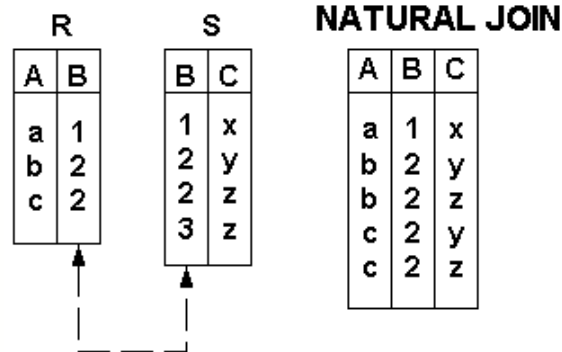 R
A B
a 1
b 2
c 2
S
B C
1 x
2 y
2 z
3 z
NATURAL JOIN
A B C
a 1 x
b 2 y
b 2 z
c 2 y
c 2 z